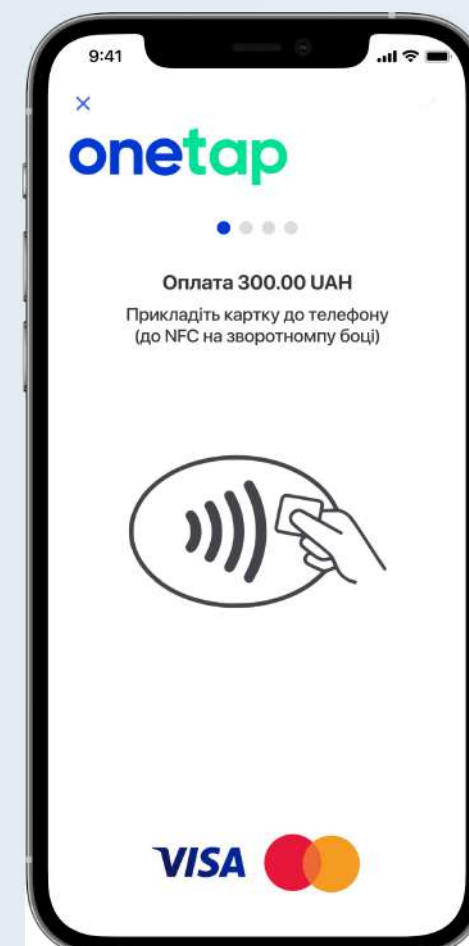 9:41
onetap
Оплата 300.00 UAH
Прикладіть картку до телефону
(до NFC на зворотномпу боці)
VISA